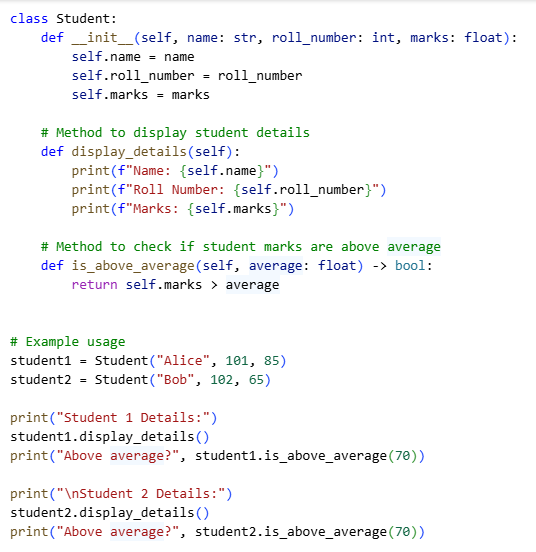 class Student:
    def __init__(self, name: str, roll_number: int, marks: float):
        self.name = name
        self.roll_number = roll_number
        self.marks = marks

    # Method to display student details
    def display_details(self):
        print(f"Name: {self.name}")
        print(f"Roll Number: {self.roll_number}")
        print(f"Marks: {self.marks}")

    # Method to check if student marks are above average
    def is_above_average(self, average: float) -> bool:
        return self.marks > average


# Example usage
student1 = Student("Alice", 101, 85)
student2 = Student("Bob", 102, 65)

print("Student 1 Details:")
student1.display_details()
print("Above average?", student1.is_above_average(70))

print("\nStudent 2 Details:")
student2.display_details()
print("Above average?", student2.is_above_average(70))